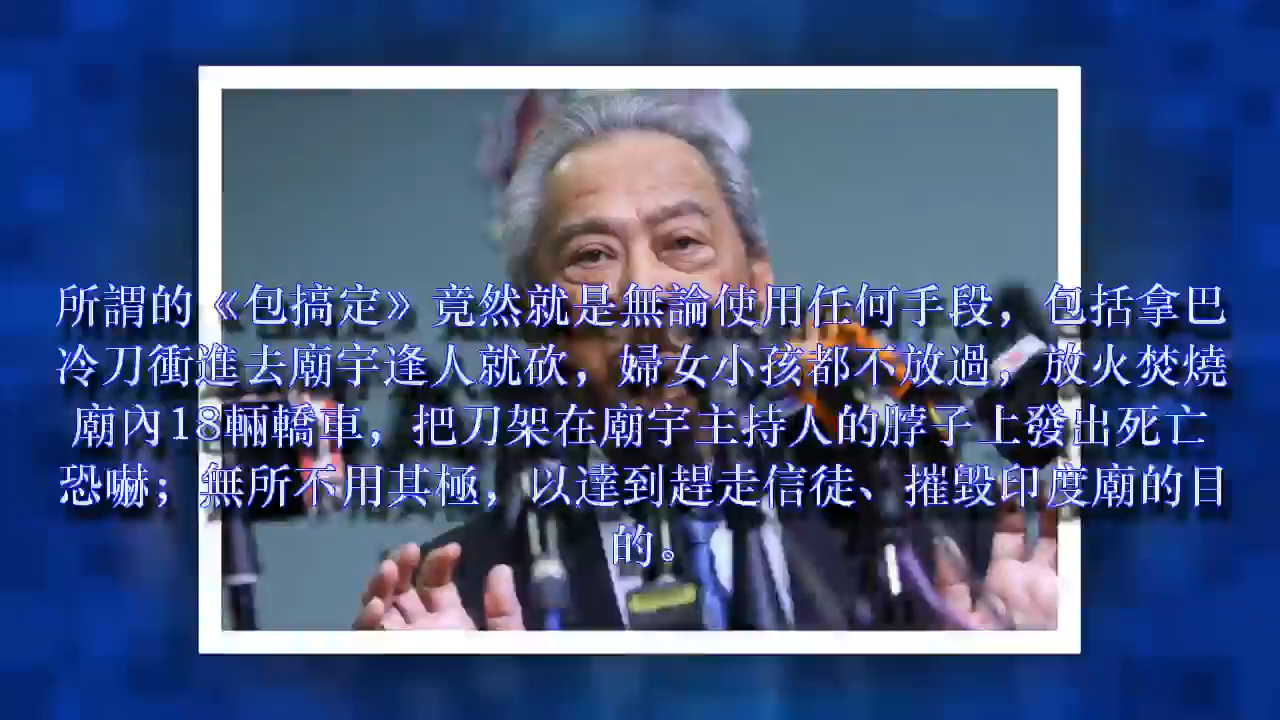 所謂的《包搞定》竟然就是無論使用任何手段，包括拿巴
冷刀衝進去廟宇逢人就砍，婦女小孩都不放過，放火焚燒
廟內18輛轎車，把刀架在廟宇主持人的脖子上發出死亡
恐嚇；無所不用其極，以達到趕走信徒、摧毀印度廟的目
的。